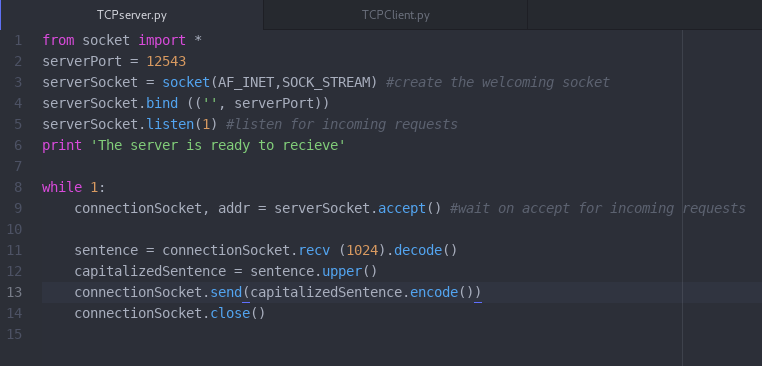 TCPserver.py TCPClient.py
1 from socket import *
2 serverPort = 12543
3 serverSocket = socket(AF_INET,SOCK_STREAM) #create the welcoming socket
4 serverSocket.bind (('', serverPort))
5 serverSocket.listen(1) #listen for incoming requests
6 print 'The server is ready to recieve'
7
8 while 1:
9     connectionSocket, addr = serverSocket.accept() #wait on accept for incoming requests
10
11     sentence = connectionSocket.recv (1024).decode()
12     capitalizedSentence = sentence.upper()
13     connectionSocket.send(capitalizedSentence.encode())
14     connectionSocket.close()
15